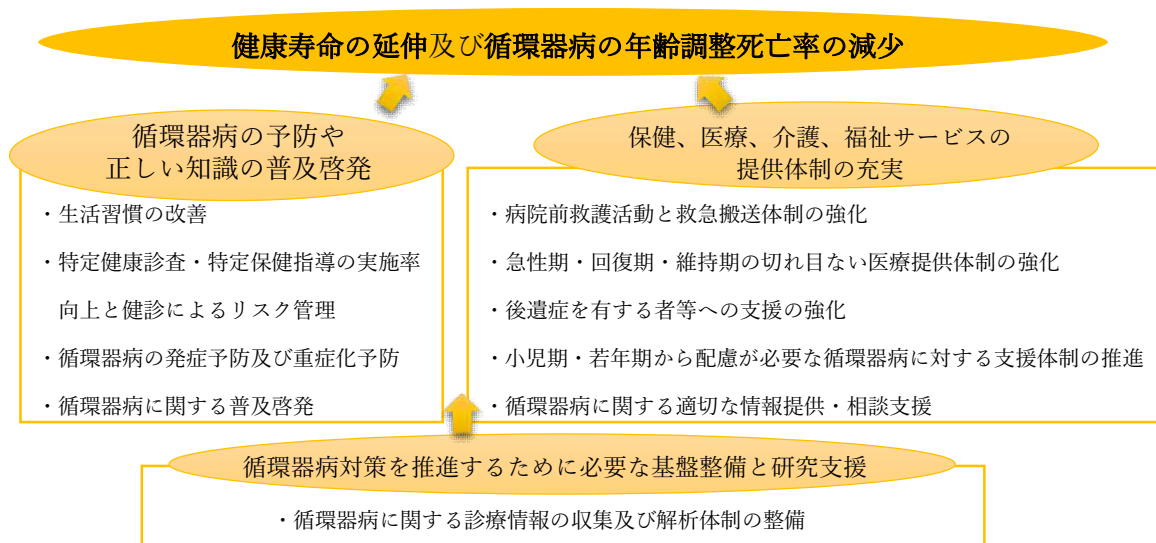 健康寿命の延伸及び循環器病の年齢調整死亡率の減少
循環器病の予防や
正しい知識の普及啓発
・生活習慣の改善
・特定健康診査・特定保健指導の実施率
向上と健診によるリスク管理
・循環器病の発症予防及び重症化予防
・循環器病に関する普及啓発
保健、医療、介護、福祉サービスの
提供体制の充実
・病院前救護活動と救急搬送体制の強化
・急性期・回復期・維持期の切れ目ない医療提供体制の強化
・後遺症を有する者等への支援の強化
・小児期・若年期から配慮が必要な循環器病に対する支援体制の推進
・循環器病に関する適切な情報提供・相談支援
循環器病対策を推進するために必要な基盤整備と研究支援
・循環器病に関する診療情報の収集及び解析体制の整備